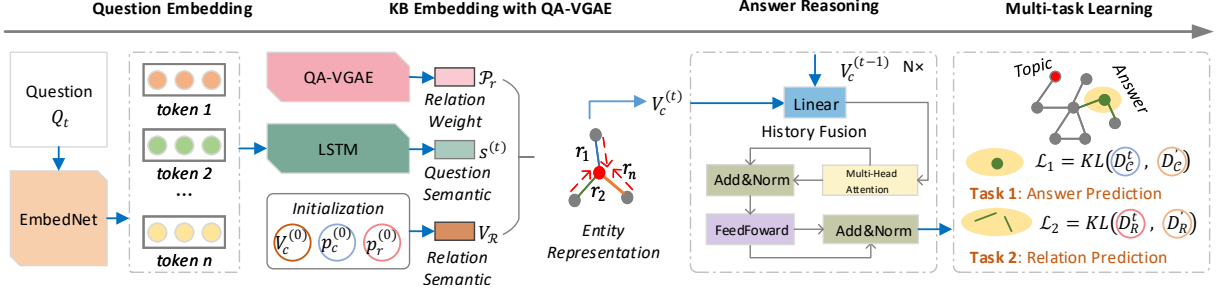 Question Embedding
KB Embedding with QA-VGAE
Answer Reasoning
Multi-task Learning
Question
Q_t
EmbedNet
token 1
token 2
...
token n
QA-VGAE
LSTM
Initialization
V_c^(0) p_c^(0) p_r^(0)
P_r
Relation
Weight
s^(t)
Question
Semantic
V_R
Relation
Semantic
V_c^(t)
r_1
r_2
r_n
Entity
Representation
V_c^(t-1) N×
Linear
History Fusion
Add&Norm
Multi-Head
Attention
FeedFoward
Add&Norm
Topic
Answer
L_1 = KL(D_C^t , D_C^')
Task 1: Answer Prediction
L_2 = KL(D_R^t , D_R^')
Task 2: Relation Prediction